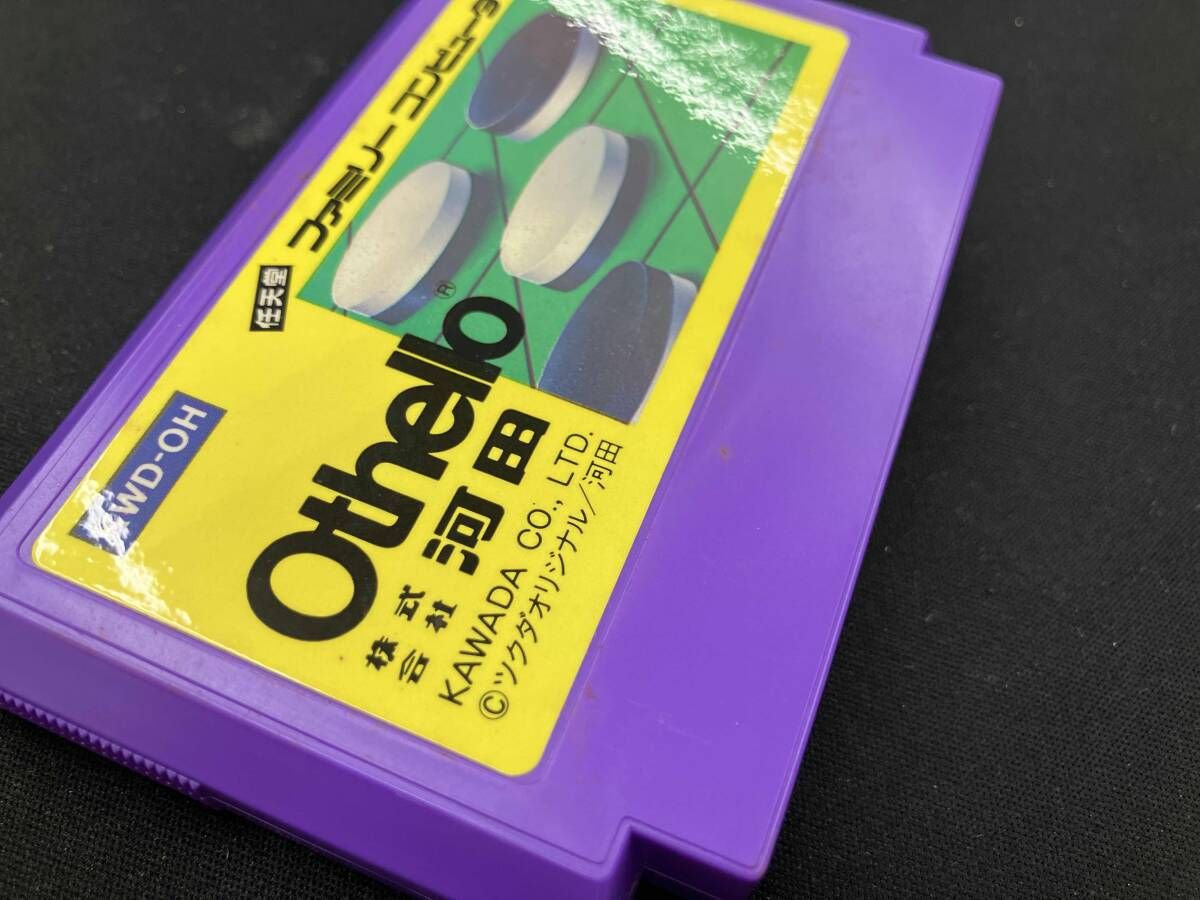 任天堂 ファミリー コンピュータ
KWD-OH
Othello®
株式会社 河田
KAWADA CO., LTD.
©ツクダオリジナル/河田